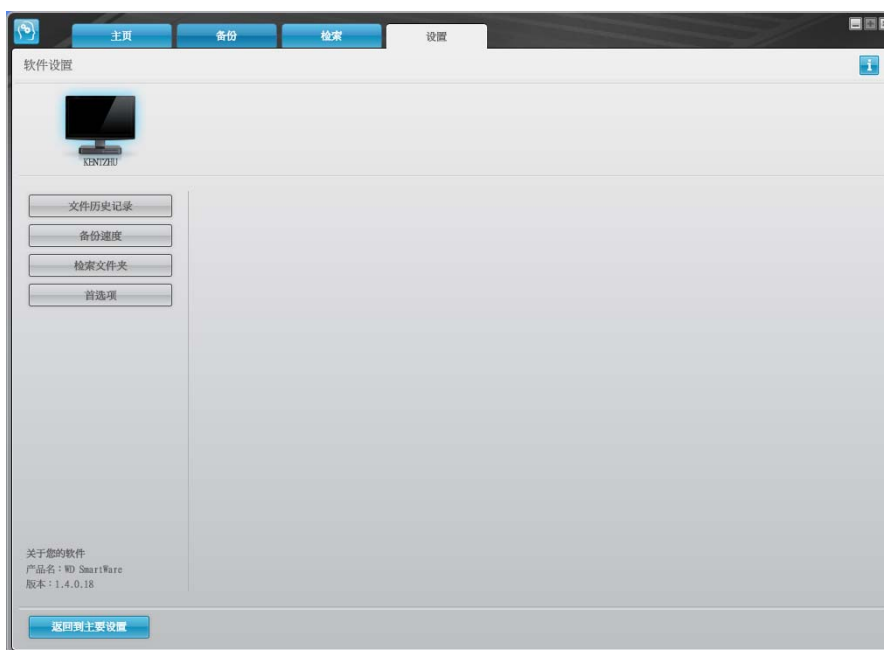 主页
备份
检索
设置
软件设置
KENTZHU
文件历史记录
备份速度
检索文件夹
首选项
关于您的软件
产品名：WD SmartWare
版本：1.4.0.18
返回到主要设置